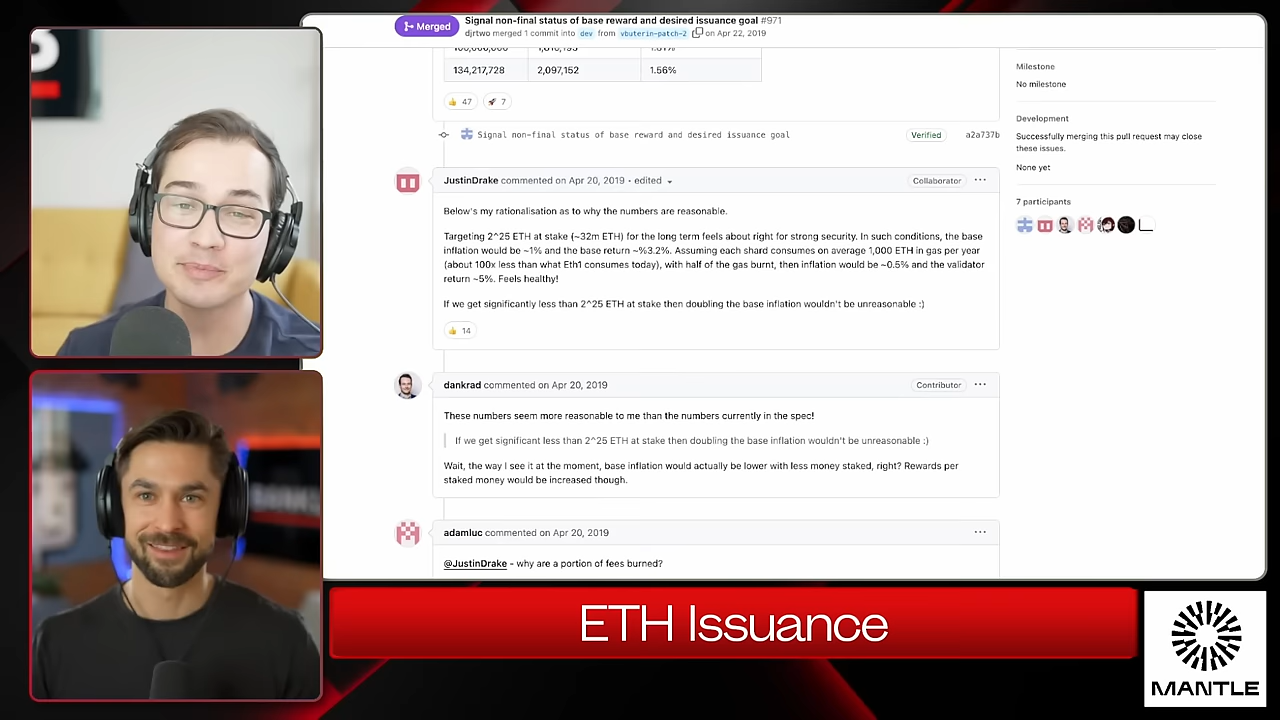 Merged
Signal non-final status of base reward and desired issuance goal #971
djrtwo merged 1 commit into dev from vbuterin-patch-2 on Apr 22, 2019
134,217,728 2,097,152 1.56%
47 7
Signal non-final status of base reward and desired issuance goal Verified a2a737b
JustinDrake commented on Apr 20, 2019 • edited Collaborator ...
Below's my rationalisation as to why the numbers are reasonable.
Targeting 2^25 ETH at stake (~32m ETH) for the long term feels about right for strong security. In such conditions, the base
inflation would be ~1% and the base return ~%3.2%. Assuming each shard consumes on average 1,000 ETH in gas per year
(about 100x less than what Eth1 consumes today), with half of the gas burnt, then inflation would be ~0.5% and the validator
return ~5%. Feels healthy!
If we get significantly less than 2^25 ETH at stake then doubling the base inflation wouldn't be unreasonable :)
14
dankrad commented on Apr 20, 2019 Contributor ...
These numbers seem more reasonable to me than the numbers currently in the spec!
If we get significant less than 2^25 ETH at stake then doubling the base inflation wouldn't be unreasonable :)
Wait, the way I see it at the moment, base inflation would actually be lower with less money staked, right? Rewards per
staked money would be increased though.
adamluc commented on Apr 20, 2019 ...
@JustinDrake - why are a portion of fees burned?
Milestone
No milestone
Development
Successfully merging this pull request may close
these issues.
None yet
7 participants
ETH Issuance
MANTLE